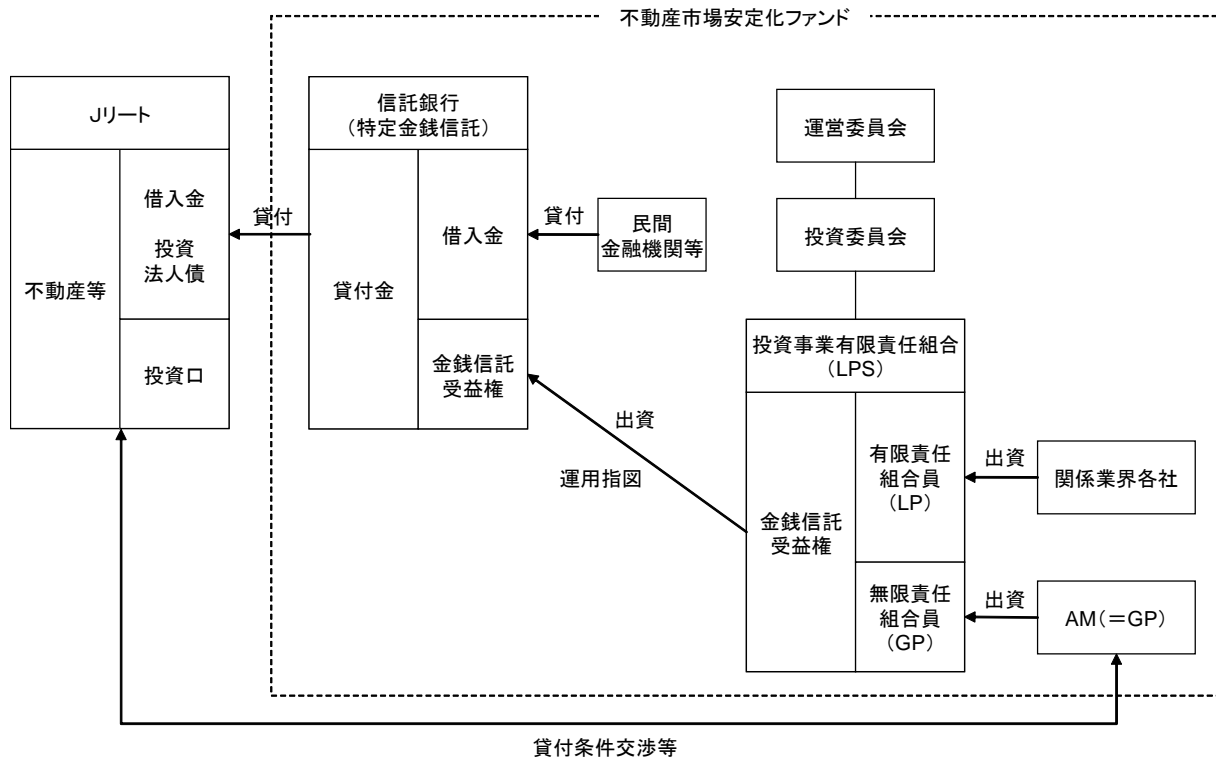 不動産市場安定化ファンド
Jリート
不動産等
借入金
投資
法人債
投資口
貸付
信託銀行
(特定金銭信託)
貸付金
借入金
金銭信託
受益権
貸付
民間
金融機関等
運営委員会
投資委員会
投資事業有限責任組合
(LPS)
出資
運用指図
金銭信託
受益権
有限責任
組合員
(LP)
無限責任
組合員
(GP)
出資
関係業界各社
出資
AM(=GP)
貸付条件交渉等